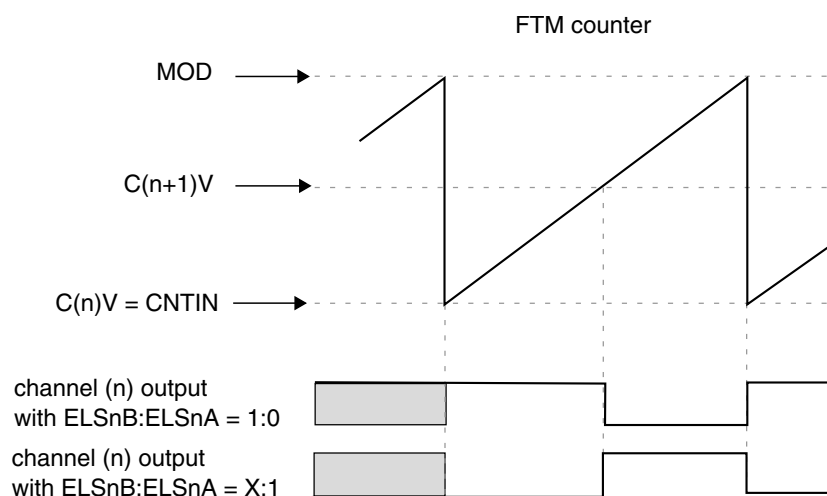 FTM counter
MOD
C(n+1)V
C(n)V = CNTIN
channel (n) output
with ELSnB:ELSnA = 1:0
channel (n) output
with ELSnB:ELSnA = X:1